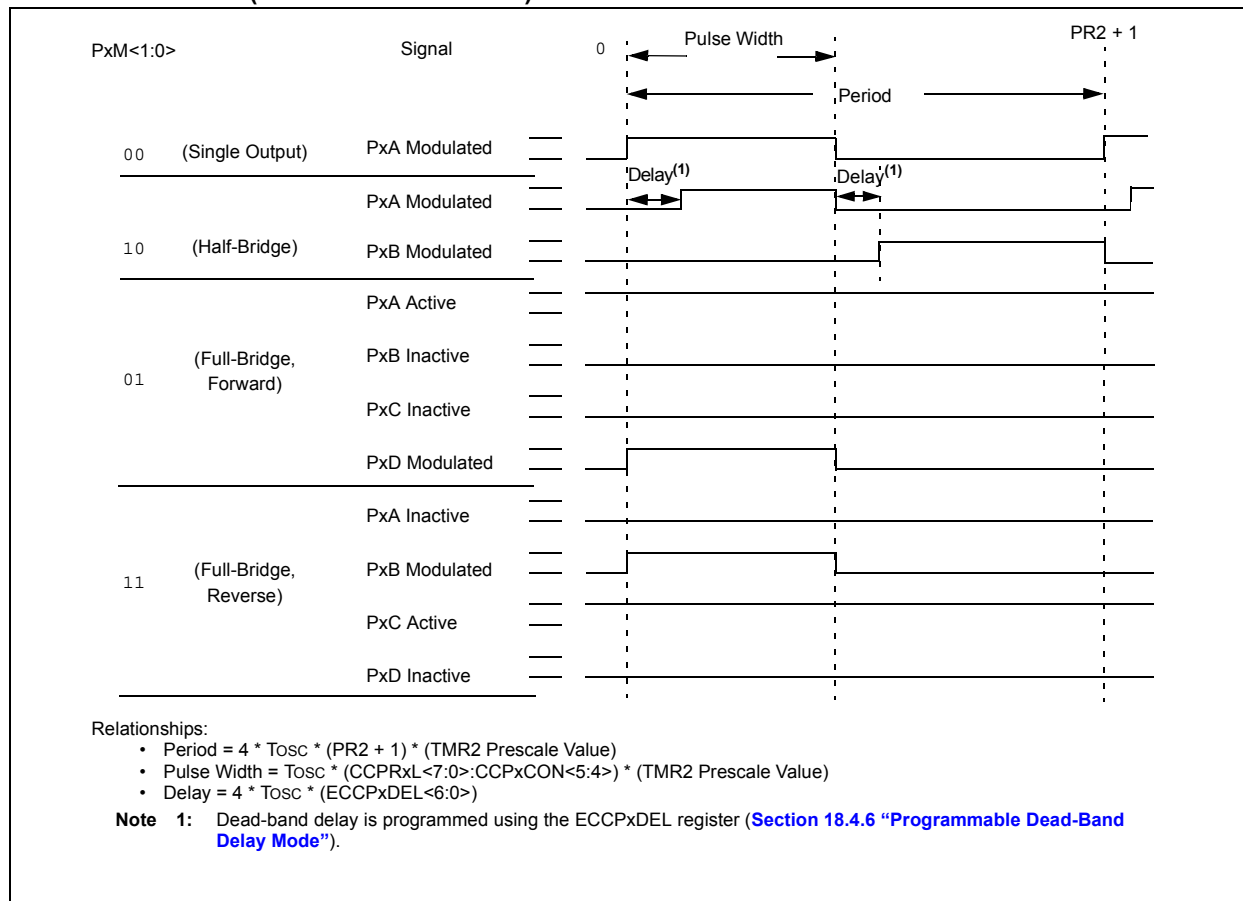 PxM<1:0>
Signal
0
Pulse Width
PR2 + 1
Period
00 (Single Output) PxA Modulated
Delay(1)
Delay(1)
PxA Modulated
10 (Half-Bridge) PxB Modulated
PxA Active
PxB Inactive
01 (Full-Bridge,
Forward)
PxC Inactive
PxD Modulated
PxA Inactive
11 (Full-Bridge,
Reverse)
PxB Modulated
PxC Active
PxD Inactive
Relationships:
• Period = 4 * TOSC * (PR2 + 1) * (TMR2 Prescale Value)
• Pulse Width = TOSC * (CCPRxL<7:0>:CCPxCON<5:4>) * (TMR2 Prescale Value)
• Delay = 4 * TOSC * (ECCPxDEL<6:0>)
Note 1: Dead-band delay is programmed using the ECCPxDEL register (Section 18.4.6 “Programmable Dead-Band
Delay Mode”).